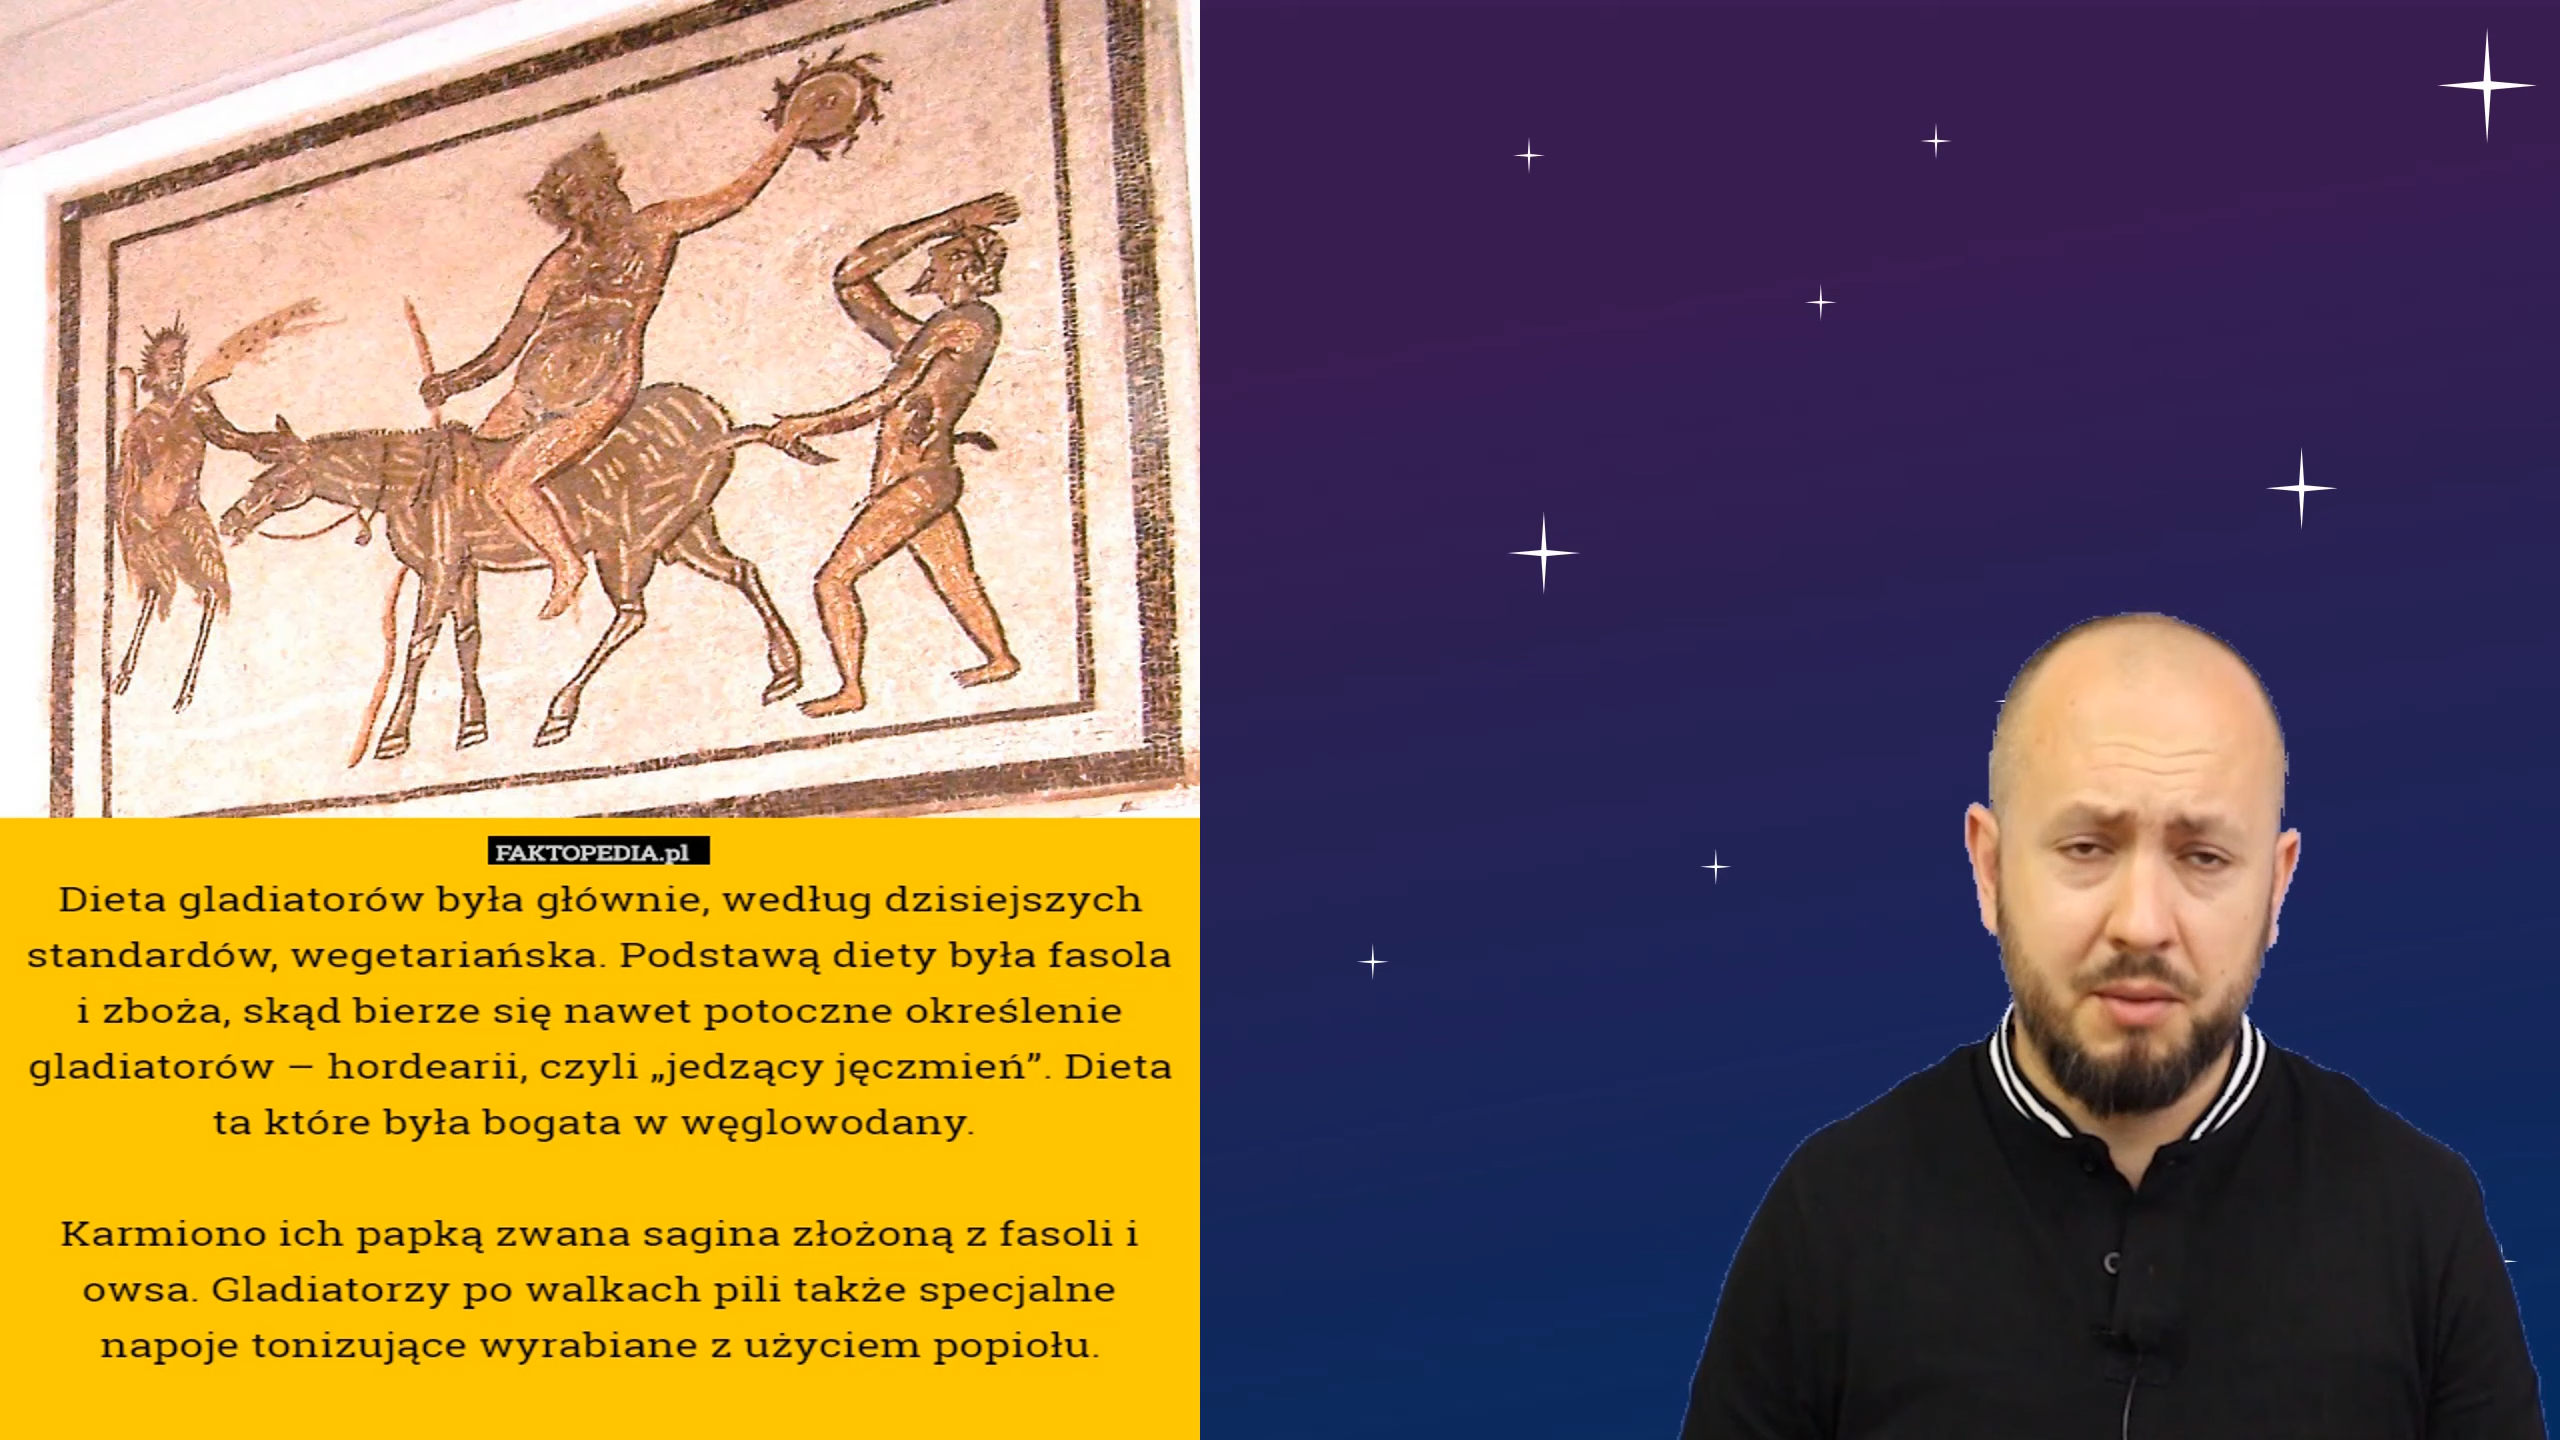 FAKTOPEDIA.pl
Dieta gladiatorów była głównie, według dzisiejszych
standardów, wegetariańska. Podstawą diety była fasola
i zboża, skąd bierze się nawet potoczne określenie
gladiatorów – hordearii, czyli „jedzący jęczmień”. Dieta
ta które była bogata w węglowodany.
Karmiono ich papką zwana sagina złożoną z fasoli i
owsa. Gladiatorzy po walkach pili także specjalne
napoje tonizujące wyrabiane z użyciem popiołu.